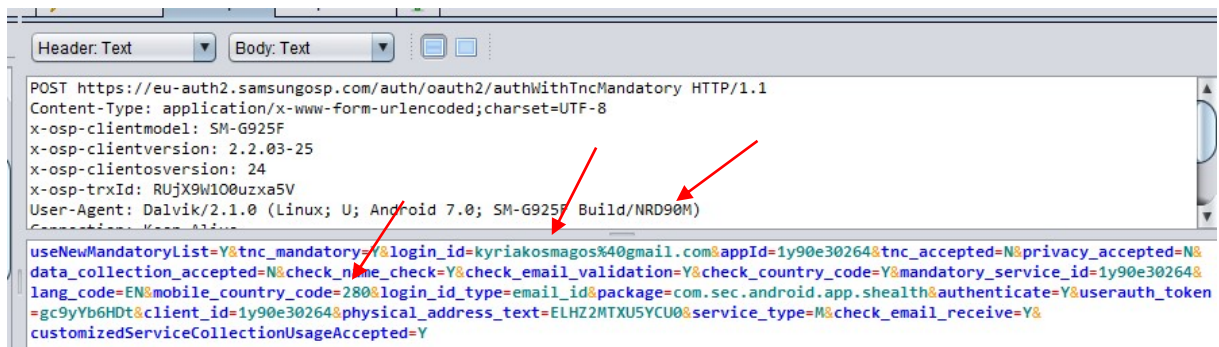 Header: Text
Body: Text
POST https://eu-auth2.samsungosp.com/auth/oauth2/authWithTncMandatory HTTP/1.1
Content-Type: application/x-www-form-urlencoded;charset=UTF-8
x-osp-clientmodel: SM-G925F
x-osp-clientversion: 2.2.03-25
x-osp-clientosversion: 24
x-osp-trxId: RUjX9W1O0uzxa5V
User-Agent: Dalvik/2.1.0 (Linux; U; Android 7.0; SM-G925F Build/NRD90M)
useNewMandatoryList=Y&tnc_mandatory=Y&login_id=kyriakosmagos%40gmail.com&appId=1y90e30264&tnc_accepted=N&privacy_accepted=N&
data_collection_accepted=N&check_name_check=Y&check_email_validation=Y&check_country_code=Y&mandatory_service_id=1y90e30264&
lang_code=EN&mobile_country_code=280&login_id_type=email_id&package=com.sec.android.app.shealth&authenticate=Y&userauth_token
=gc9yYb6HDt&client_id=1y90e30264&physical_address_text=ELHZ2MTXU5YCU0&service_type=M&check_email_receive=Y&
customizedServiceCollectionUsageAccepted=Y